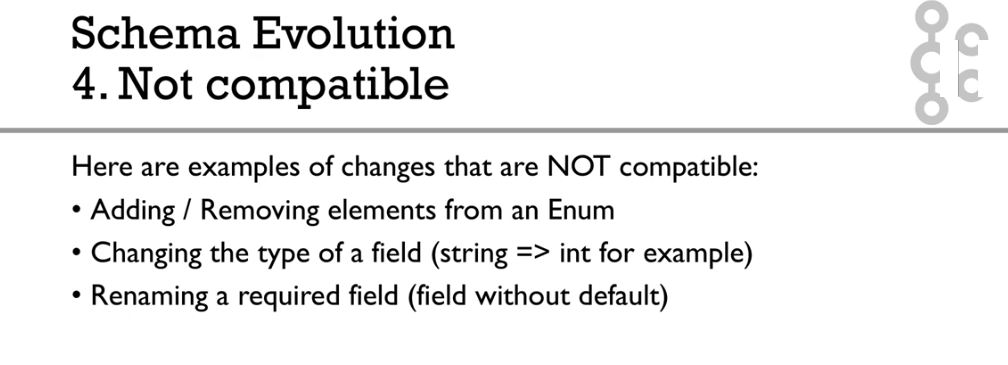 Schema Evolution
4. Not compatible
Here are examples of changes that are NOT compatible:
• Adding / Removing elements from an Enum
• Changing the type of a field (string => int for example)
• Renaming a required field (field without default)